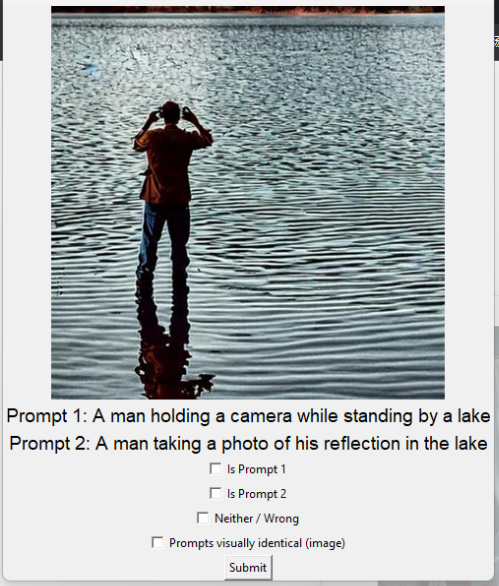 Prompt 1: A man holding a camera while standing by a lake
Prompt 2: A man taking a photo of his reflection in the lake
Is Prompt 1
Is Prompt 2
Neither / Wrong
Prompts visually identical (image)
Submit